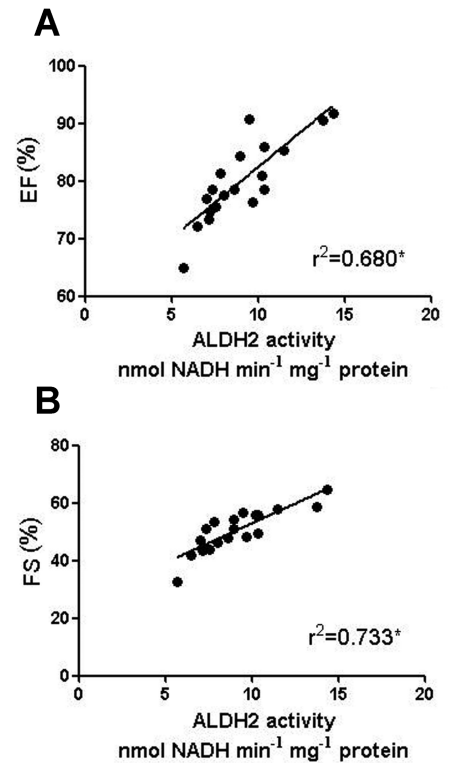 A
100
90
80
70
60
EF (%)
r²=0.680*
0 5 10 15 20
ALDH2 activity
nmol NADH min⁻¹ mg⁻¹ protein
B
80
60
40
20
0
FS (%)
r²=0.733*
0 5 10 15 20
ALDH2 activity
nmol NADH min⁻¹ mg⁻¹ protein